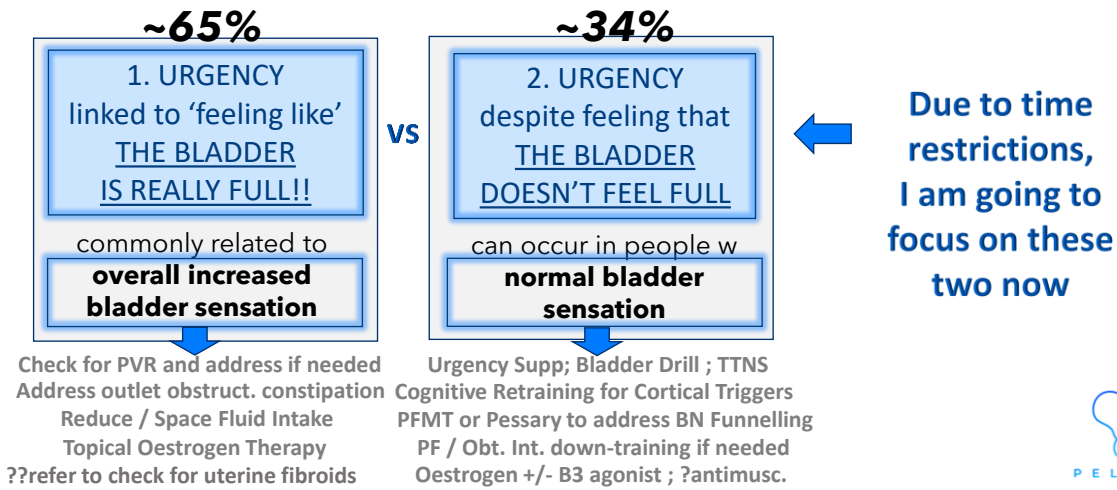 ~65%
1. URGENCY
linked to ‘feeling like’
THE BLADDER
IS REALLY FULL!!
commonly related to
overall increased
bladder sensation
Check for PVR and address if needed
Address outlet obstruct. constipation
Reduce / Space Fluid Intake
Topical Oestrogen Therapy
??refer to check for uterine fibroids
vs
~34%
2. URGENCY
despite feeling that
THE BLADDER
DOESN’T FEEL FULL
can occur in people w
normal bladder
sensation
Urgency Supp; Bladder Drill ; TTNS
Cognitive Retraining for Cortical Triggers
PFMT or Pessary to address BN Funnelling
PF / Obt. Int. down-training if needed
Oestrogen +/- B3 agonist ; ?antimusc.
Due to time
restrictions,
I am going to
focus on these
two now
P E L